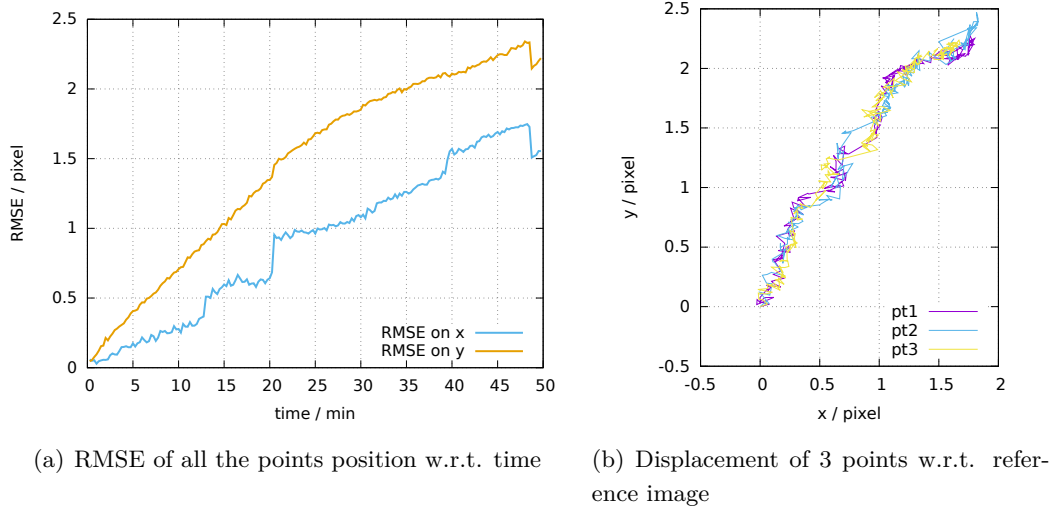 2.5
2
1.5
1
0.5
0
RMSE / pixel
0 5 10 15 20 25 30 35 40 45 50
time / min
RMSE on x
RMSE on y
2.5
2
1.5
1
0.5
0
-0.5
y / pixel
-0.5 0 0.5 1 1.5 2
x / pixel
pt1
pt2
pt3
(a) RMSE of all the points position w.r.t. time
(b) Displacement of 3 points w.r.t. refer-
ence image